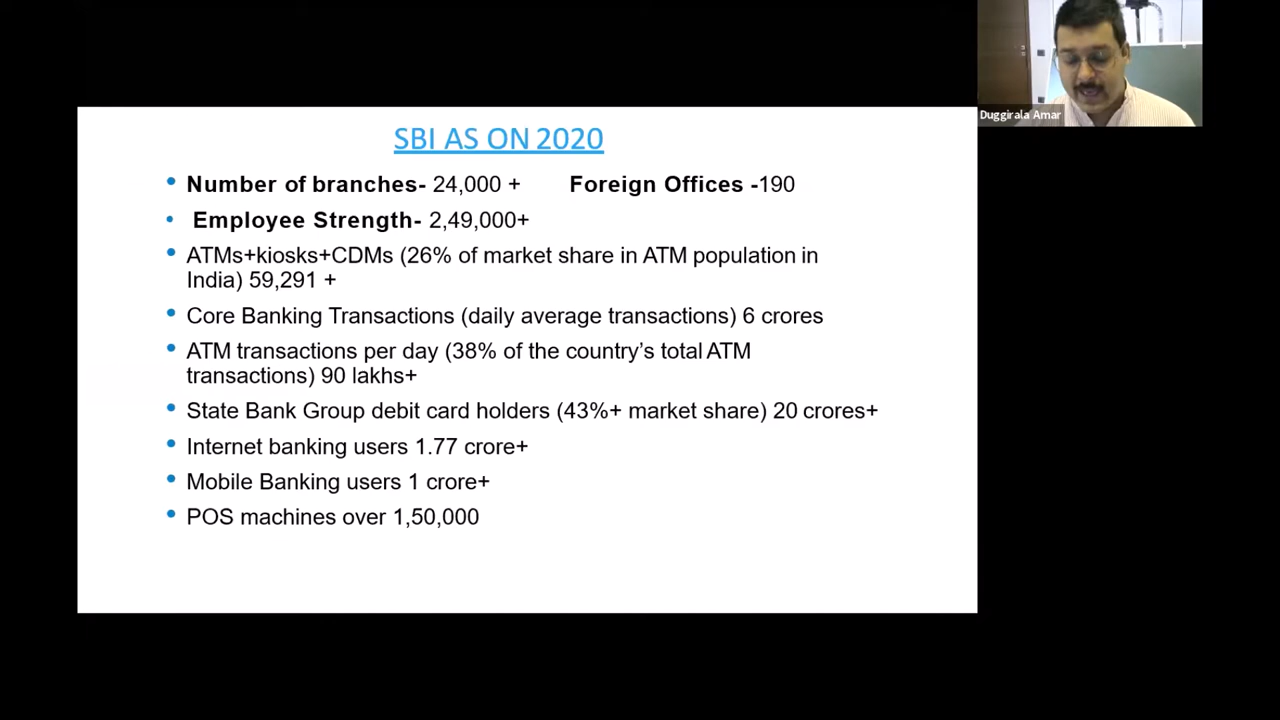 SBI AS ON 2020
Duggirala Amar
• Number of branches- 24,000 + Foreign Offices -190
• Employee Strength- 2,49,000+
• ATMs+kiosks+CDMs (26% of market share in ATM population in
India) 59,291 +
• Core Banking Transactions (daily average transactions) 6 crores
• ATM transactions per day (38% of the country’s total ATM
transactions) 90 lakhs+
• State Bank Group debit card holders (43%+ market share) 20 crores+
• Internet banking users 1.77 crore+
• Mobile Banking users 1 crore+
• POS machines over 1,50,000